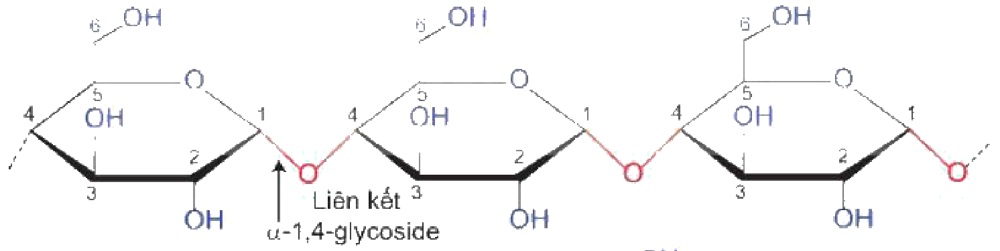 6 OH 6 OH 6 OH
O O O
5 5 5
4 OH 1 4 OH 1 4 OH 1
2 2 2
O O O
3 3 3
Liên kết
OH OH OH
α-1,4-glycoside